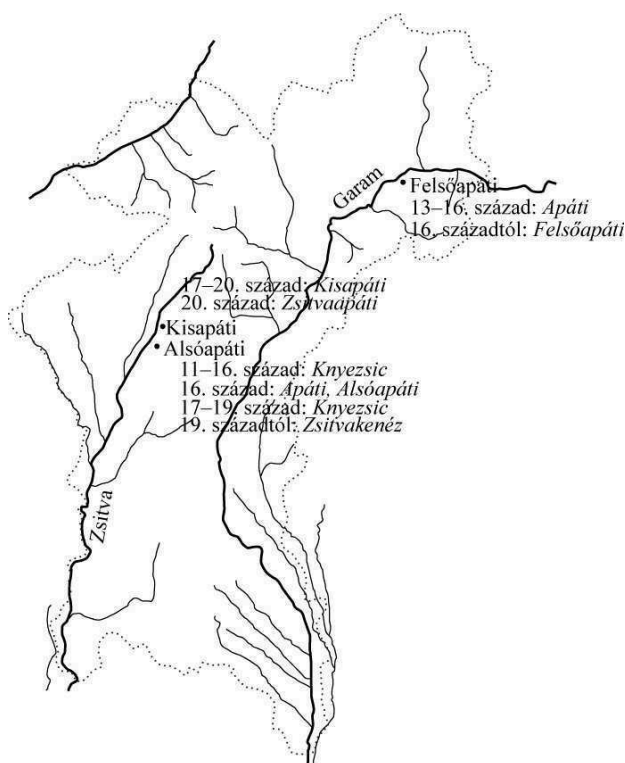 Garam
Felsőapáti
13–16. század: Apáti
16. századtól: Felsőapáti
17–20. század: Kisapáti
20. század: Zsitvaapáti
Kisapáti
Alsóapáti
11–16. század: Knyezsic
16. század: Apáti, Alsóapáti
17–19. század: Knyezsic
19. századtól: Zsitvakenéz
Zsitva